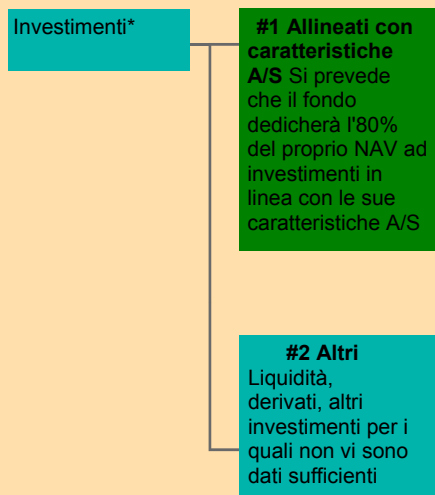 Investimenti*
#1 Allineati con
caratteristiche
A/S Si prevede
che il fondo
dedicherà l'80%
del proprio NAV ad
investimenti in
linea con le sue
caratteristiche A/S
#2 Altri
Liquidità,
derivati, altri
investimenti per i
quali non vi sono
dati sufficienti